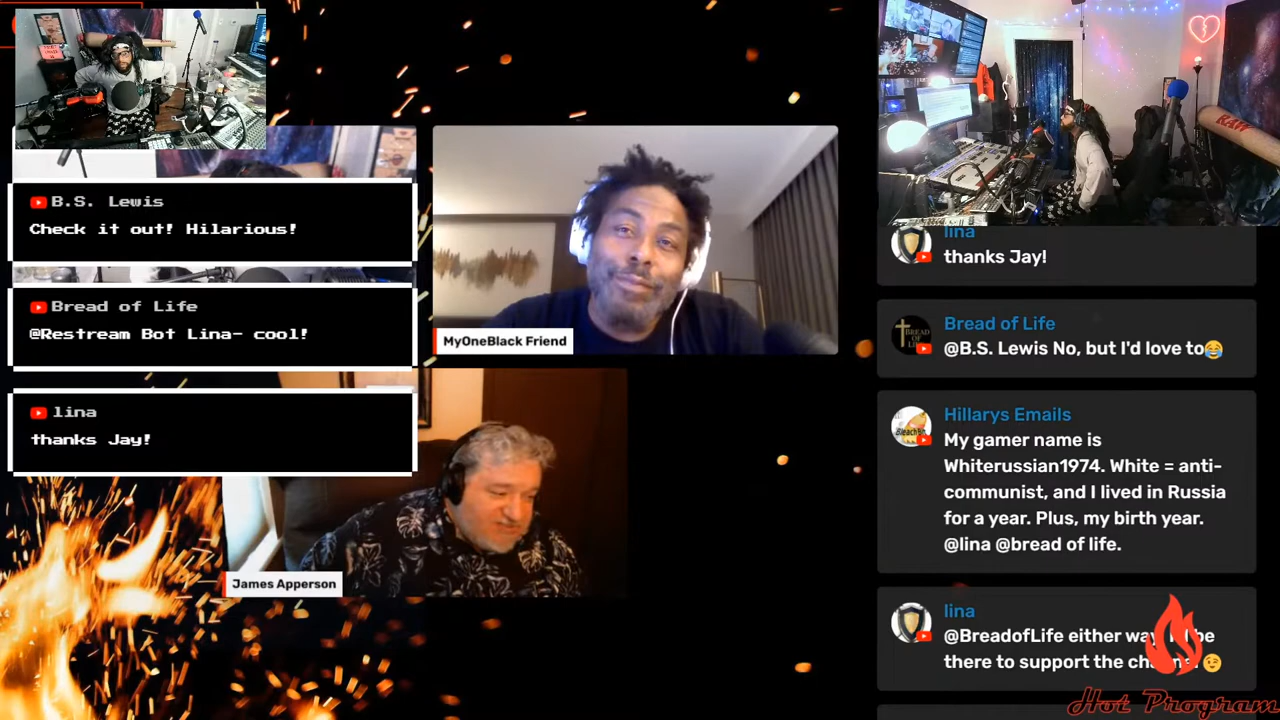 B.S. Lewis
Check it out! Hilarious!
Bread of Life
@Restream Bot Lina- cool!
lina
thanks Jay!
MyOneBlack Friend
James Apperson
RAW
lina
thanks Jay!
Bread of Life
@B.S. Lewis No, but I'd love to😂
Hillarys Emails
My gamer name is
Whiterussian1974. White = anti-
communist, and I lived in Russia
for a year. Plus, my birth year.
@lina @bread of life.
lina
@BreadofLife either way be
there to support the 😉
Hot Program